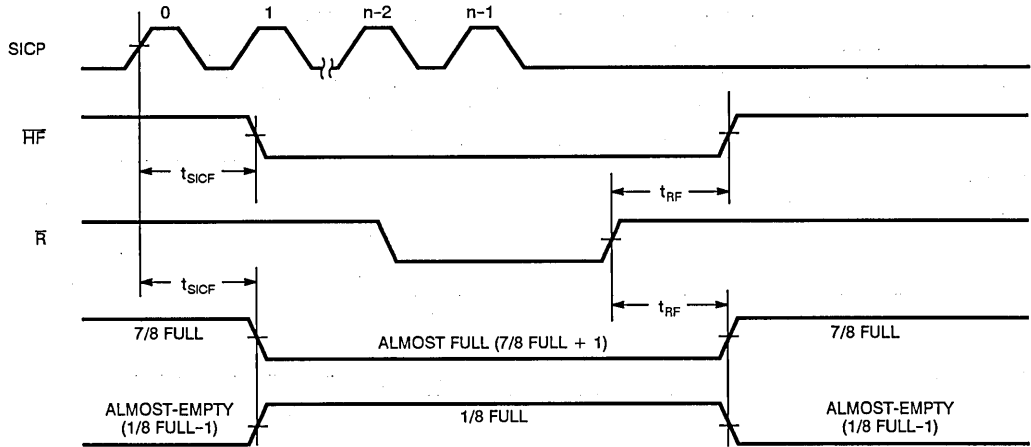 0 1 n-2 n-1
SICP
H̅F̅
tSICF tRF
R̅
tSICF tRF
7/8 FULL 7/8 FULL
ALMOST FULL (7/8 FULL + 1)
ALMOST-EMPTY
(1/8 FULL-1)
1/8 FULL
ALMOST-EMPTY
(1/8 FULL-1)